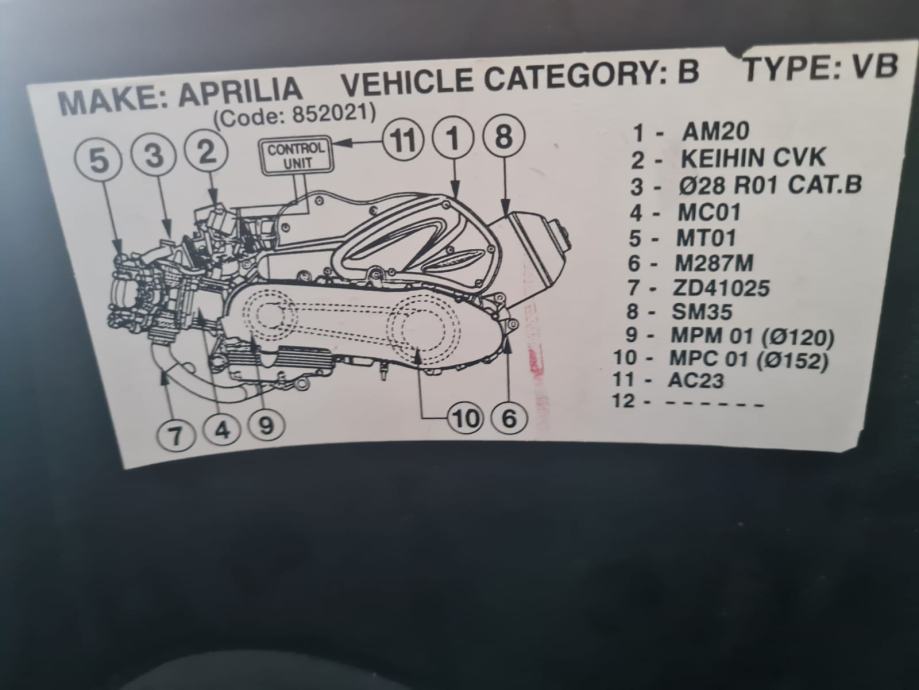 MAKE: APRILIA VEHICLE CATEGORY: B TYPE: VB
(Code: 852021)
5 3 2 CONTROL UNIT 11 1 8
1 - AM20
2 - KEIHIN CVK
3 - Ø28 R01 CAT.B
4 - MC01
5 - MT01
6 - M287M
7 - ZD41025
8 - SM35
9 - MPM 01 (Ø120)
10 - MPC 01 (Ø152)
11 - AC23
12 - ------
7 4 9 10 6